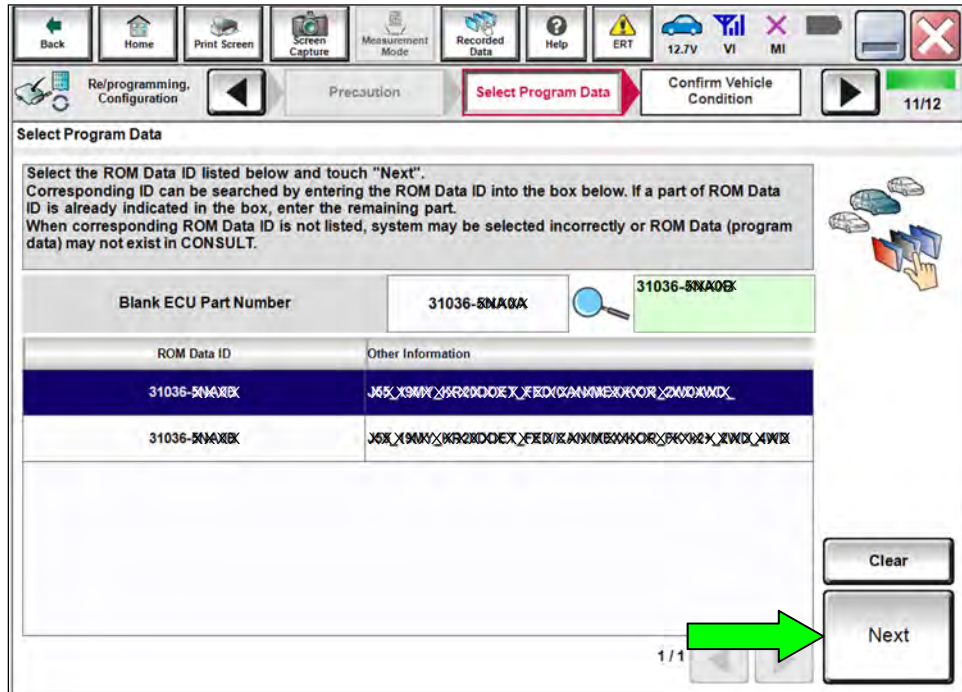 Back
Home
Print Screen
Screen
Capture
Measurement
Mode
Recorded
Data
Help
ERT
12.7V
VI
MI
Re/programming,
Configuration
Precaution
Select Program Data
Confirm Vehicle
Condition
11/12
Select Program Data
Select the ROM Data ID listed below and touch "Next".
Corresponding ID can be searched by entering the ROM Data ID into the box below. If a part of ROM Data
ID is already indicated in the box, enter the remaining part.
When corresponding ROM Data ID is not listed, system may be selected incorrectly or ROM Data (program
data) may not exist in CONSULT.
Blank ECU Part Number
31036-
31036-
ROM Data ID
Other Information
31036-
31036-
Clear
Next
1/1